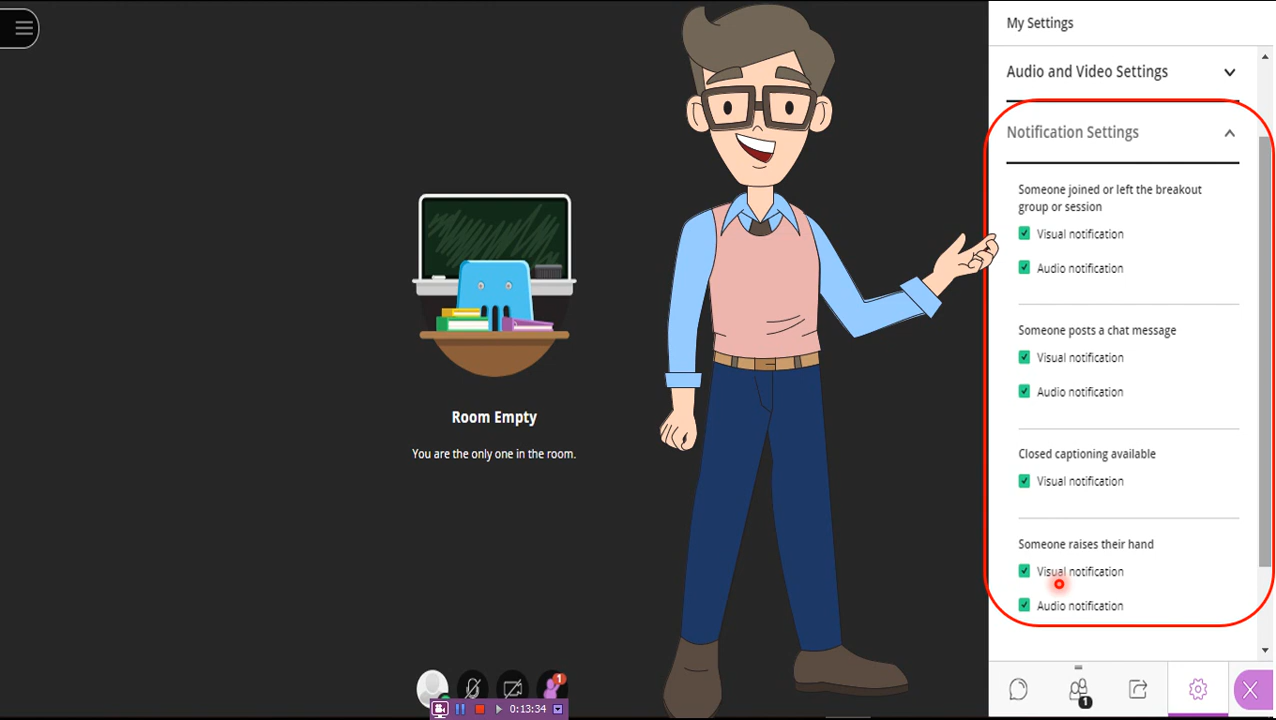 My Settings
Audio and Video Settings
Notification Settings
Someone joined or left the breakout
group or session
Visual notification
Audio notification
Someone posts a chat message
Visual notification
Audio notification
Closed captioning available
Visual notification
Someone raises their hand
Visual notification
Audio notification
Room Empty
You are the only one in the room.
1
0:13:34
1